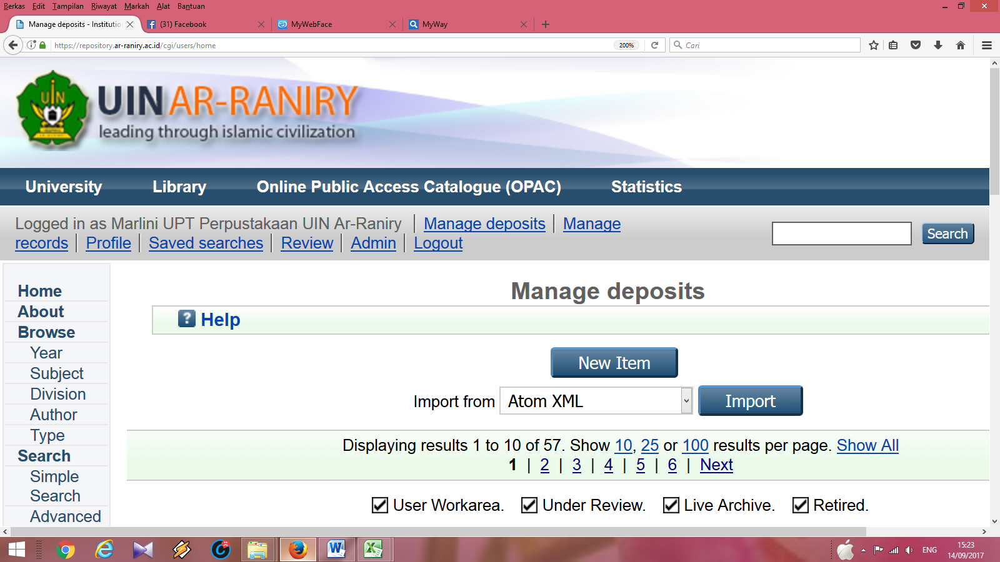 Berkas Edit Tampilan Riwayat Markah Alat Bantuan
Manage deposits - Institutio
(31) Facebook
MyWebFace
MyWay
https://repository.ar-raniry.ac.id/cgi/users/home
200%
Cari
UIN
UIN AR-RANIRY
leading through islamic civilization
University Library Online Public Access Catalogue (OPAC) Statistics
Logged in as Marlini UPT Perpustakaan UIN Ar-Raniry | Manage deposits | Manage
records | Profile | Saved searches | Review | Admin | Logout
Search
Home
About
Browse
Year
Subject
Division
Author
Type
Search
Simple
Search
Advanced
Manage deposits
? Help
New Item
Import from Atom XML Import
Displaying results 1 to 10 of 57. Show 10, 25 or 100 results per page. Show All
1 | 2 | 3 | 4 | 5 | 6 | Next
User Workarea. Under Review. Live Archive. Retired.
ENG
15:23
14/09/2017